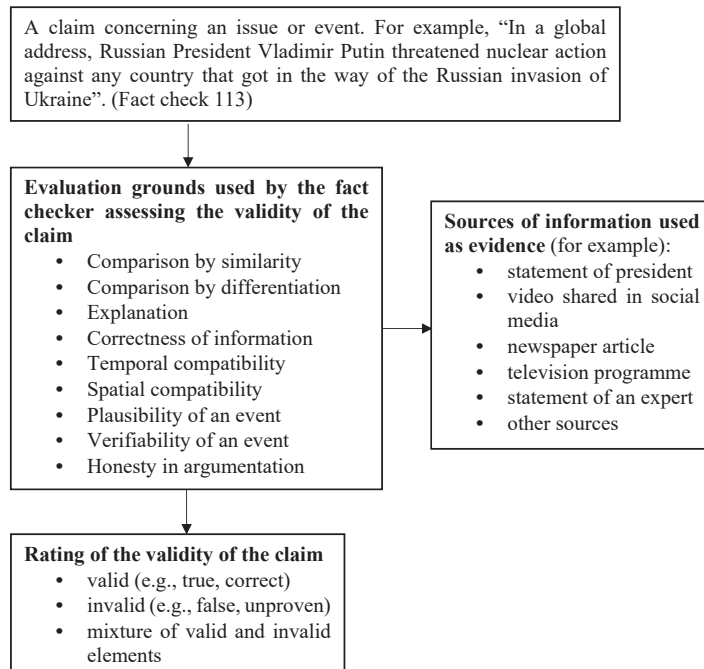 A claim concerning an issue or event. For example, “In a global
address, Russian President Vladimir Putin threatened nuclear action
against any country that got in the way of the Russian invasion of
Ukraine”. (Fact check 113)
Evaluation grounds used by the fact
checker assessing the validity of the
claim
• Comparison by similarity
• Comparison by differentiation
• Explanation
• Correctness of information
• Temporal compatibility
• Spatial compatibility
• Plausibility of an event
• Verifiability of an event
• Honesty in argumentation
Sources of information used
as evidence (for example):
• statement of president
• video shared in social
media
• newspaper article
• television programme
• statement of an expert
• other sources
Rating of the validity of the claim
• valid (e.g., true, correct)
• invalid (e.g., false, unproven)
• mixture of valid and invalid
elements